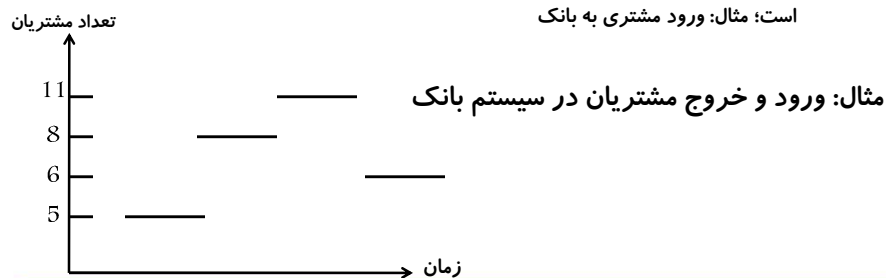 است؛ مثال: ورود مشتری به بانک
تعداد مشتریان
مثال: ورود و خروج مشتریان در سیستم بانک
11
8
6
5
زمان